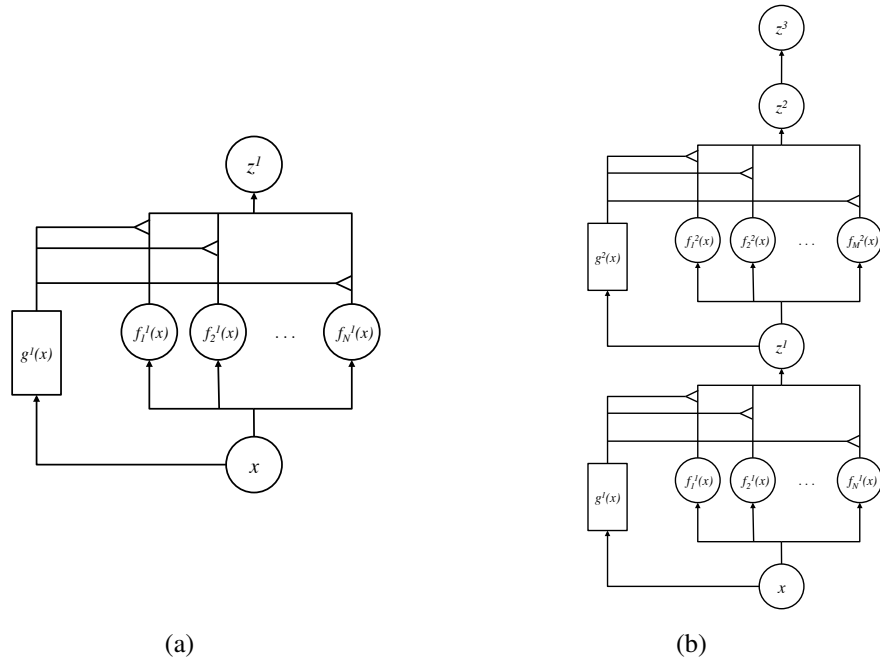 z¹
g¹(x)
f₁¹(x)
f₂¹(x)
. . .
f_N¹(x)
x
(a)
z³
z²
g²(x)
f₁²(x)
f₂²(x)
. . .
f_M²(x)
z¹
g¹(x)
f₁¹(x)
f₂¹(x)
. . .
f_N¹(x)
x
(b)